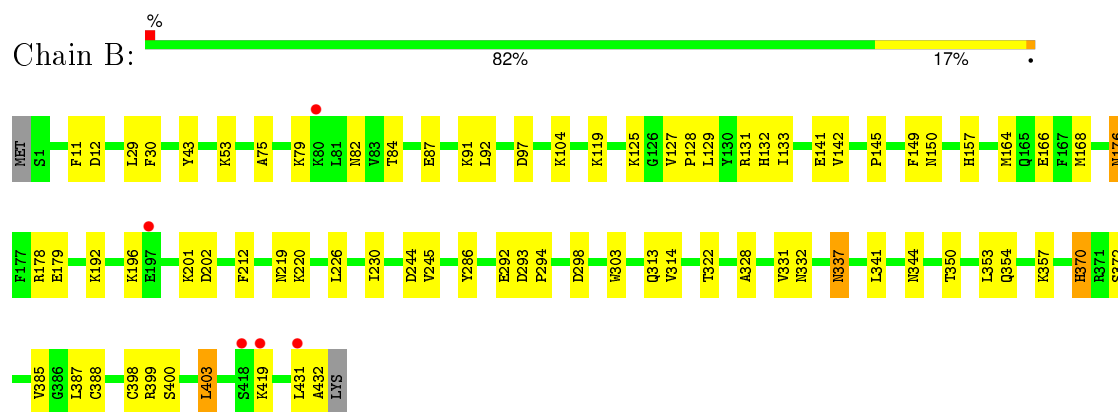 %
Chain B:
82% 17% •
MET S1 F11 D12 L29 F30 Y43 K53 A75 K79 K80 L81 N82 V83 T84 E87 K91 L92 D97 K104 K119 K125 G126 V127 P128 L129 Y130 R131 H132 I133 E141 V142 P145 F149 N150 H157 M164 Q165 E166 F167 M168 N176
F177 R178 E179 K192 K196 E197 K201 D202 F212 N219 K220 L226 I230 D244 V245 Y286 E292 D293 P294 D298 W303 Q313 V314 T322 A328 V331 N332 N337 L341 N344 T350 L353 Q354 K357 H370 R371 S372
V385 G386 L387 C388 C398 R399 S400 L403 S418 K419 L431 A432 LYS